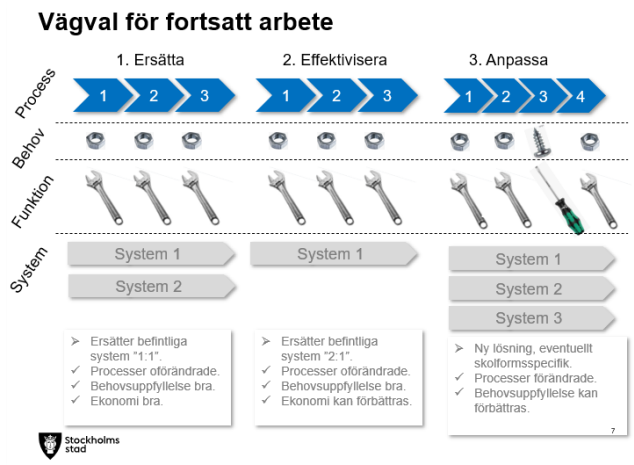 Vägval för fortsatt arbete
1. Ersätta
2. Effektivisera
3. Anpassa
Process
1 2 3
1 2 3
1 2 3 4
Behov
Funktion
System
System 1
System 2
System 1
System 1
System 2
System 3
Ersätter befintliga
system "1:1".
Processer oförändrade.
Behovsuppfyllelse bra.
Ekonomi bra.
Ersätter befintliga
system "2:1".
Processer oförändrade.
Behovsuppfyllelse bra.
Ekonomi kan förbättras.
Ny lösning, eventuellt
skolformsspecifik.
Processer förändrade.
Behovsuppfyllelse kan
förbättras.
7
Stockholms
stad